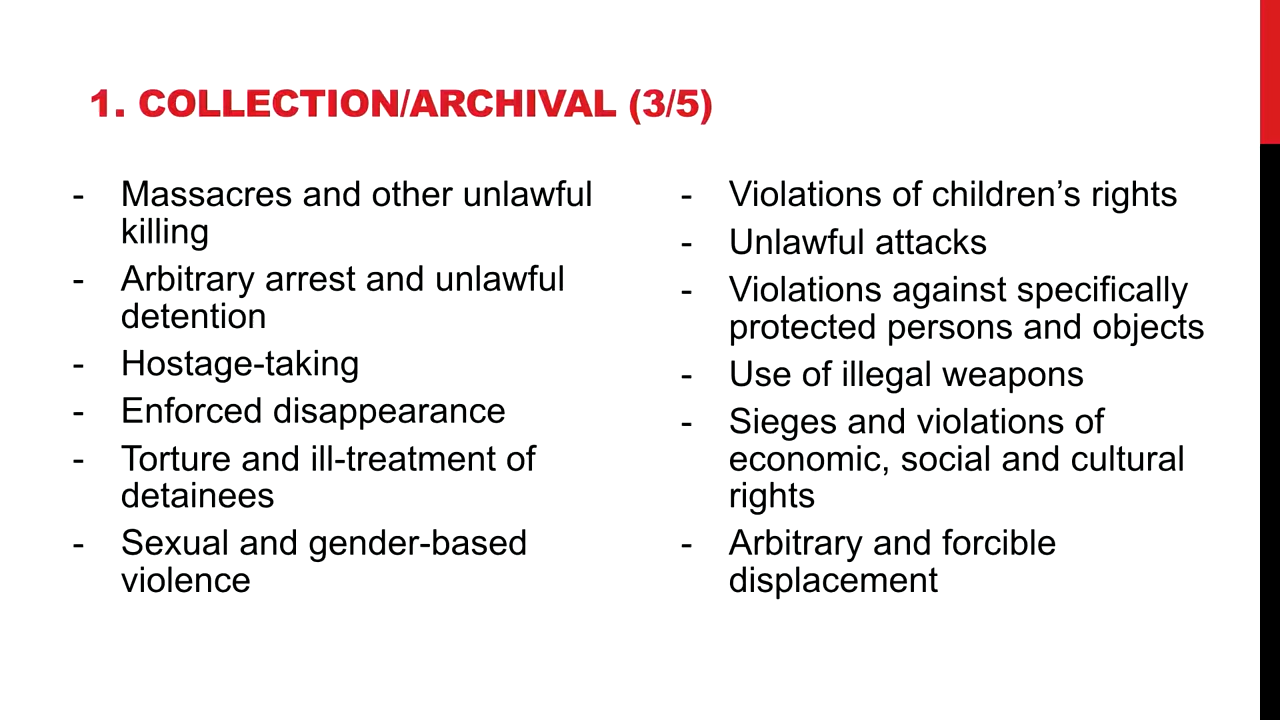 1. COLLECTION/ARCHIVAL (3/5)
- Massacres and other unlawful
killing
- Arbitrary arrest and unlawful
detention
- Hostage-taking
- Enforced disappearance
- Torture and ill-treatment of
detainees
- Sexual and gender-based
violence
- Violations of children’s rights
- Unlawful attacks
- Violations against specifically
protected persons and objects
- Use of illegal weapons
- Sieges and violations of
economic, social and cultural
rights
- Arbitrary and forcible
displacement